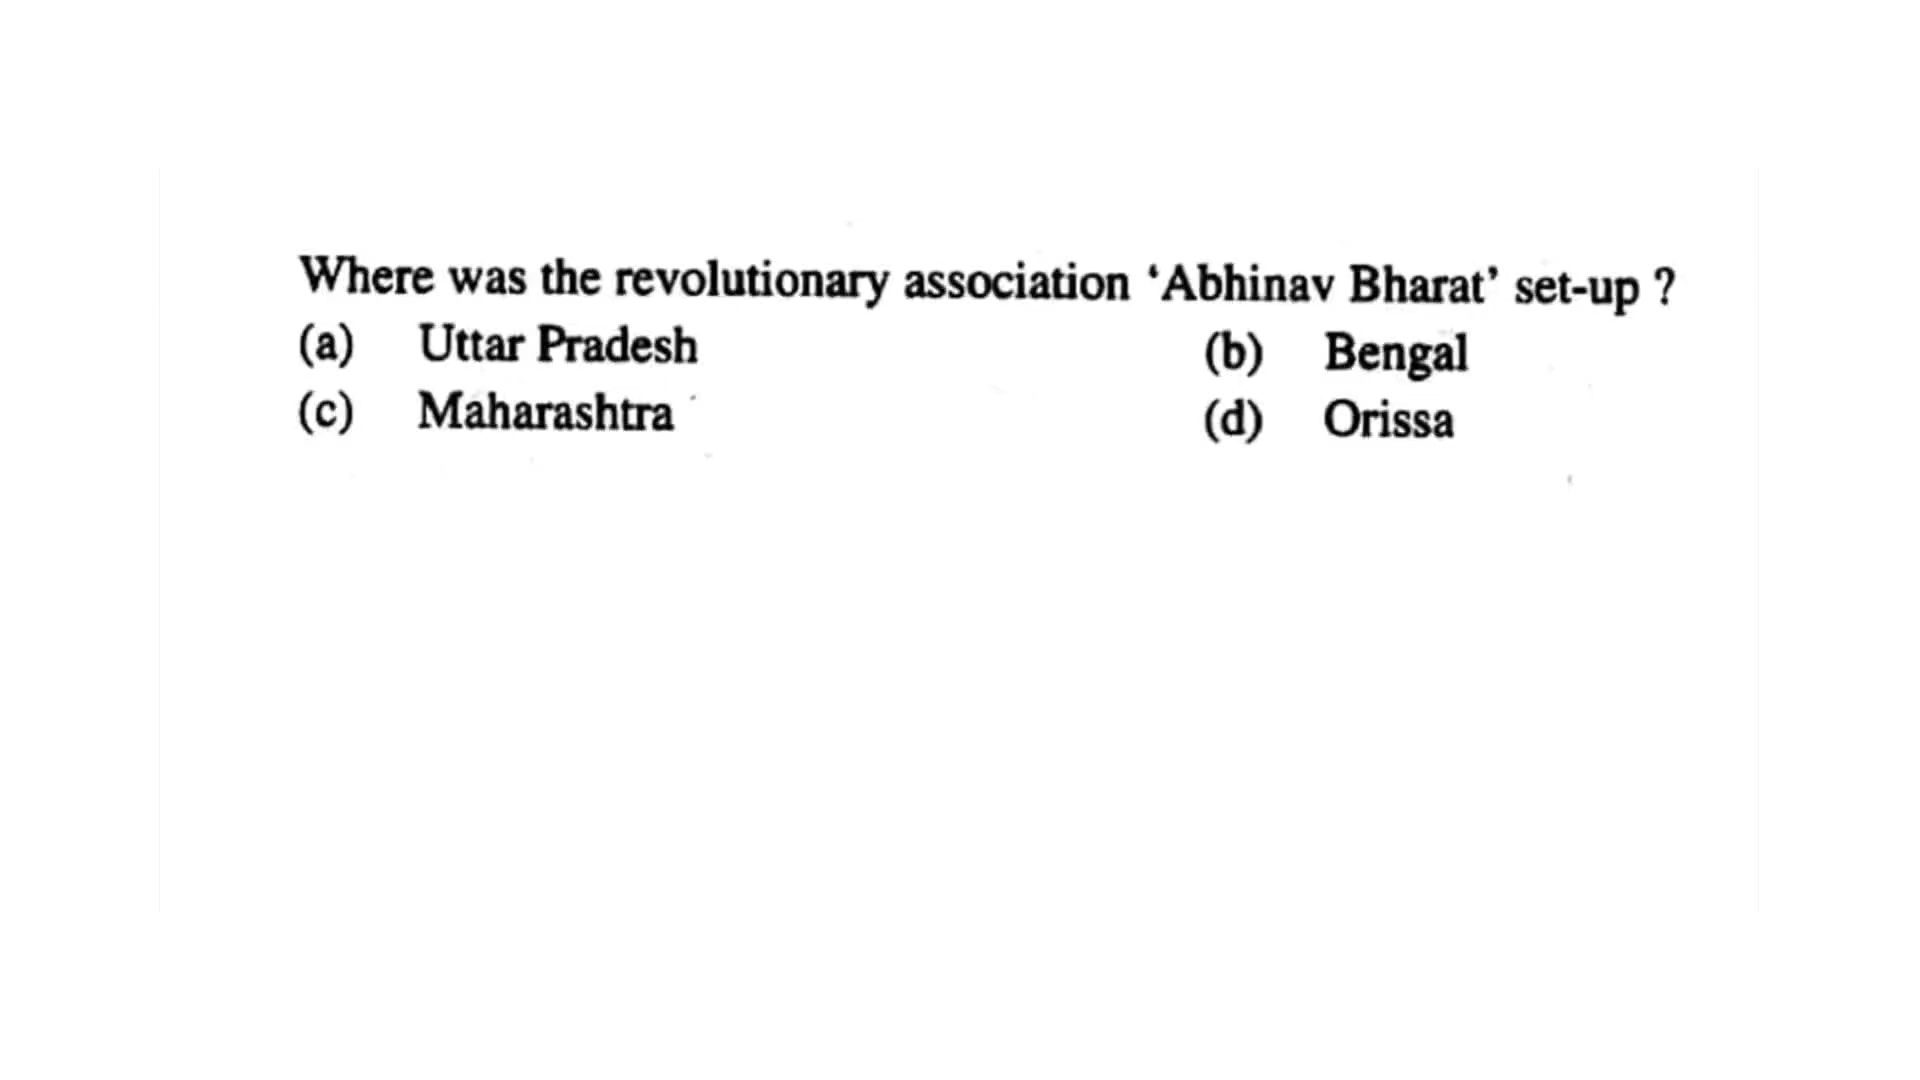 Where was the revolutionary association ‘Abhinav Bharat’ set-up ?
(a) Uttar Pradesh (b) Bengal
(c) Maharashtra (d) Orissa